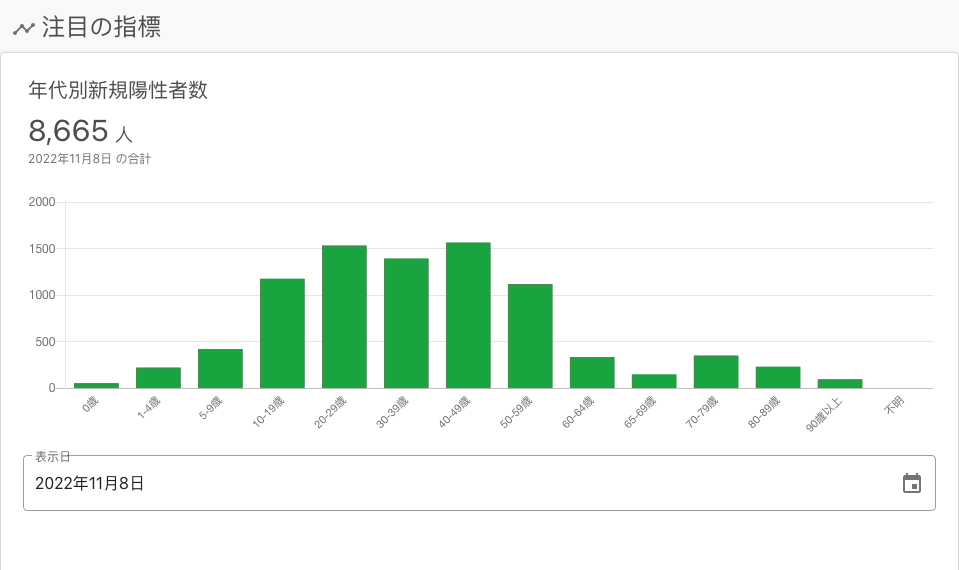 注目の指標
年代別新規陽性者数
8,665 人
2022年11月8日 の合計
2000
1500
1000
500
0
0歳
1-4歳
5-9歳
10-19歳
20-29歳
30-39歳
40-49歳
50-59歳
60-64歳
65-69歳
70-79歳
80-89歳
90歳以上
不明
表示日
2022年11月8日